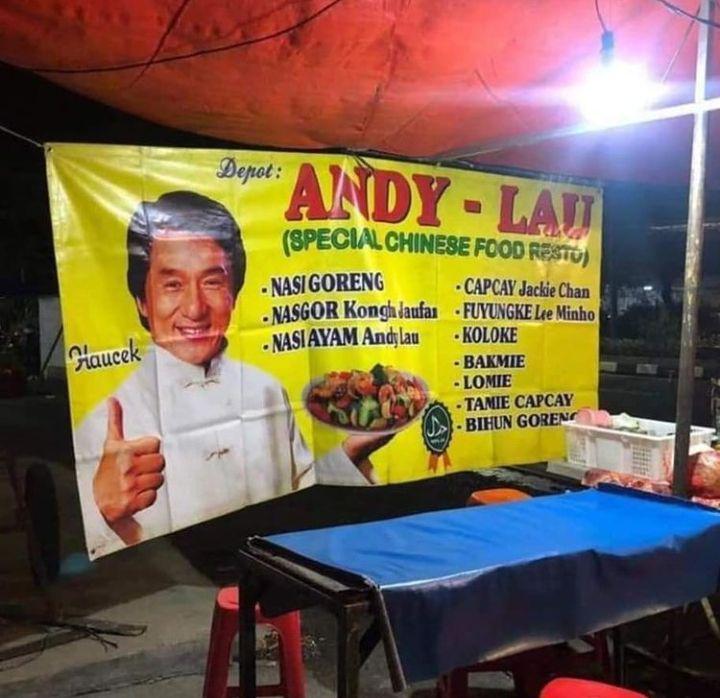 Depot: ANDY - LAU
(SPECIAL CHINESE FOOD RESTO)
Haucek
• NASI GORENG
• NASGOR Kongh Jaufan
• NASI AYAM Andy Lau
• CAPCAY Jackie Chan
• FUYUNGKE Lee Minho
• KOLOKE
• BAKMIE
• LOMIE
• TAMIE CAPCAY
• BIHUN GORENG
حلال